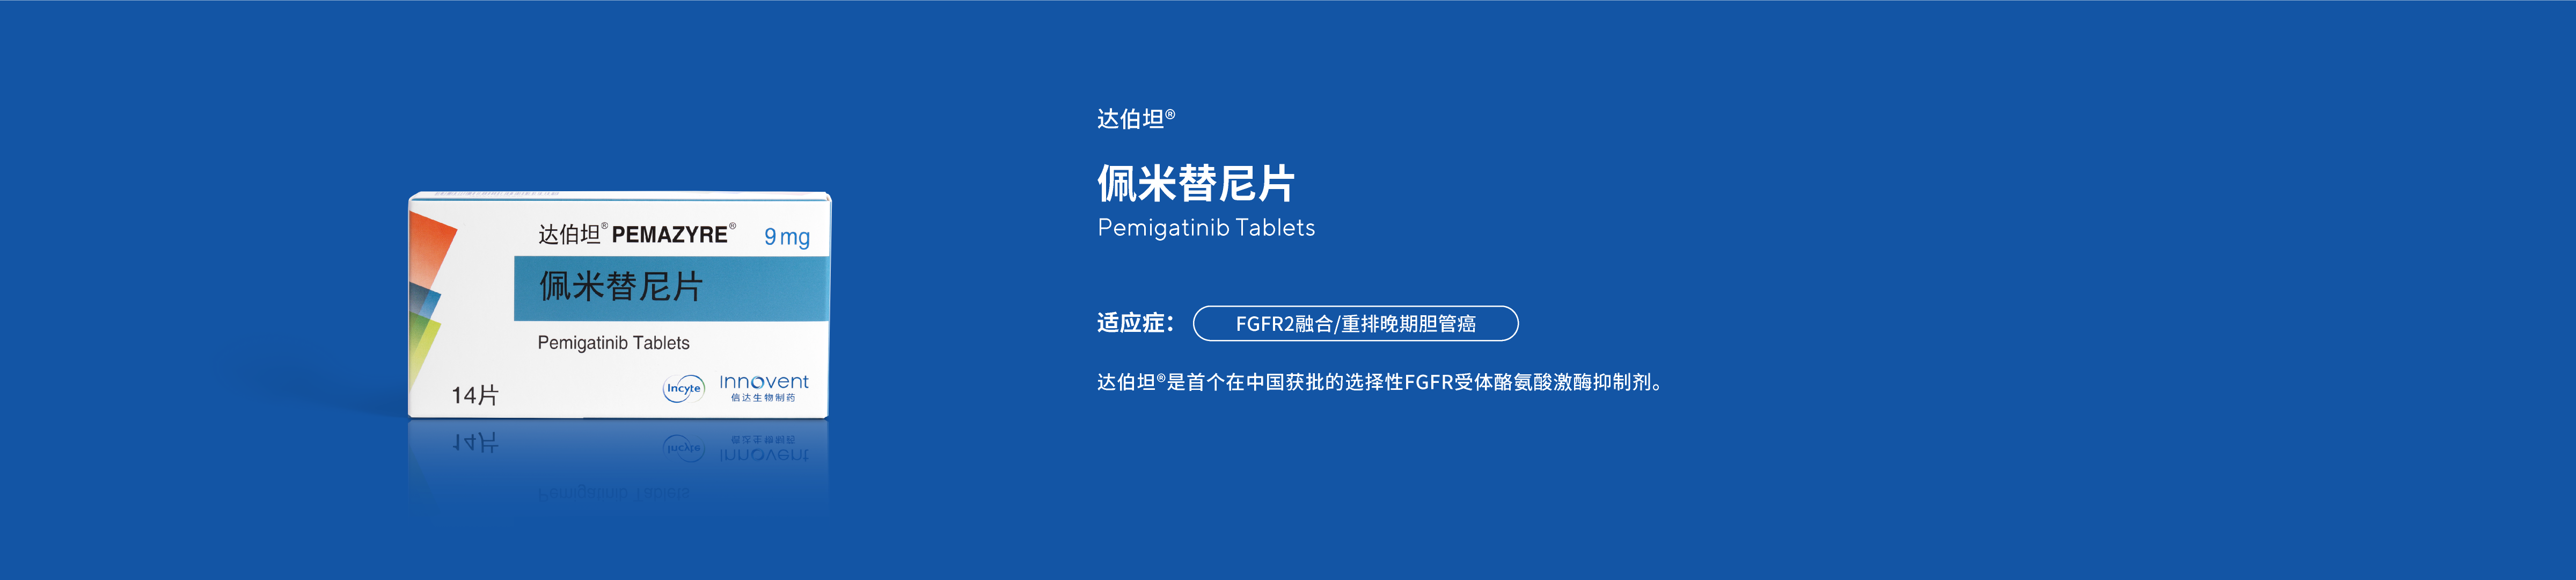 达伯坦®
佩米替尼片
Pemigatinib Tablets
适应症：
FGFR2融合/重排晚期胆管癌
达伯坦®是首个在中国获批的选择性FGFR受体酪氨酸激酶抑制剂。
达伯坦® PEMAZYRE® 9mg
佩米替尼片
Pemigatinib Tablets
14片
Incyte
Innovent
信达生物制药